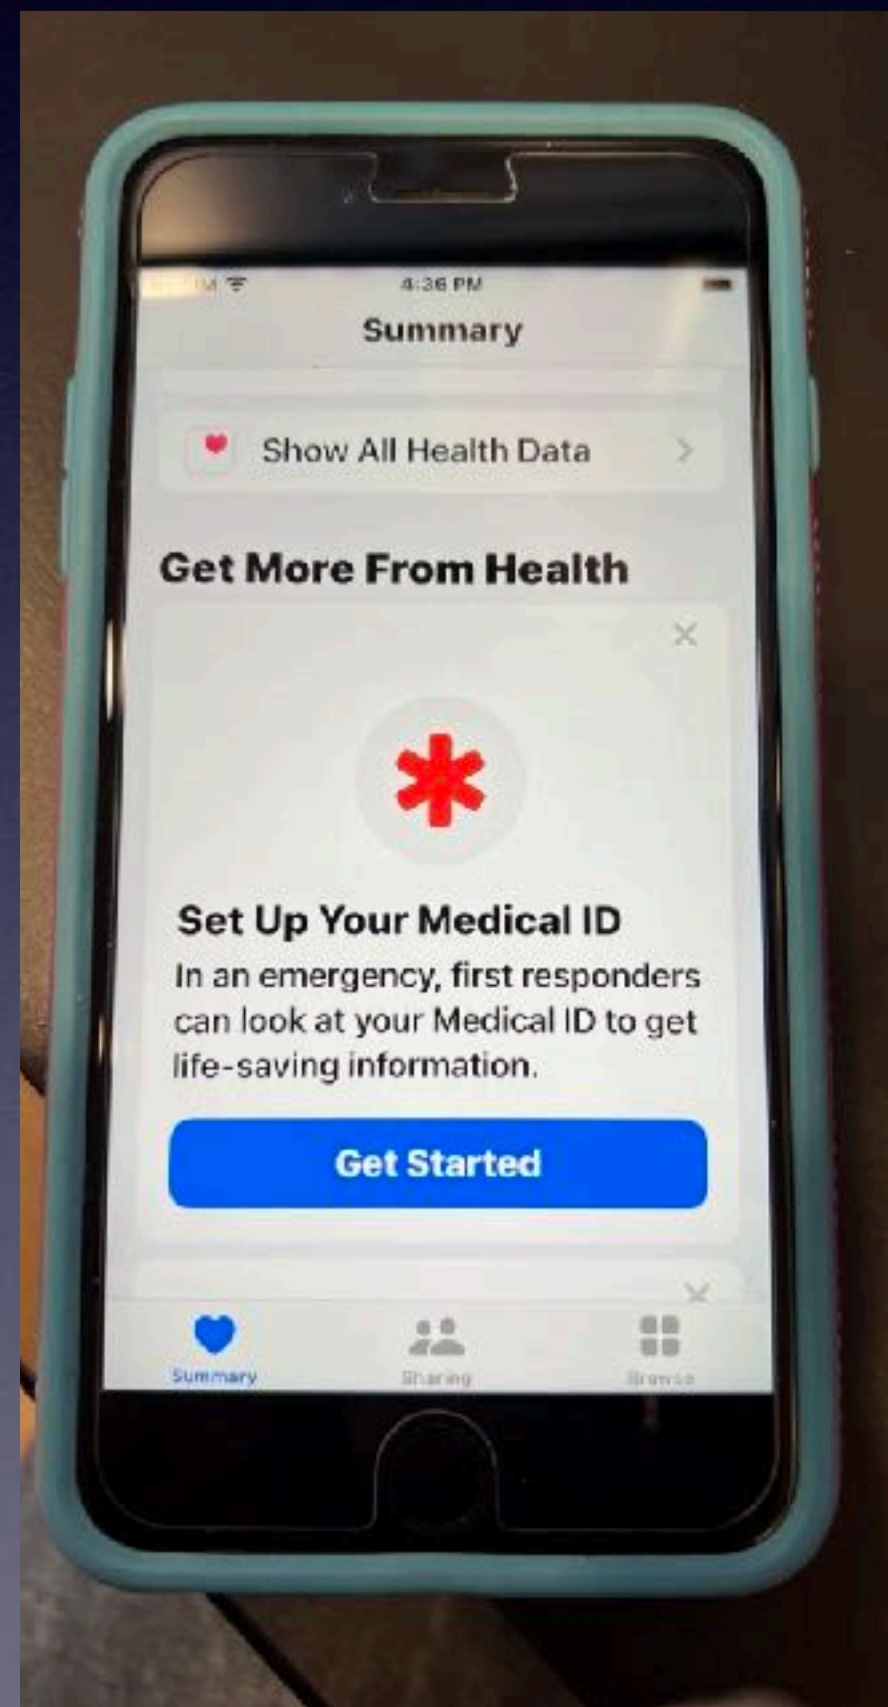 4:36 PM
Summary
Show All Health Data
Get More From Health
Set Up Your Medical ID
In an emergency, first responders
can look at your Medical ID to get
life-saving information.
Get Started
Summary
Sharing
Browse